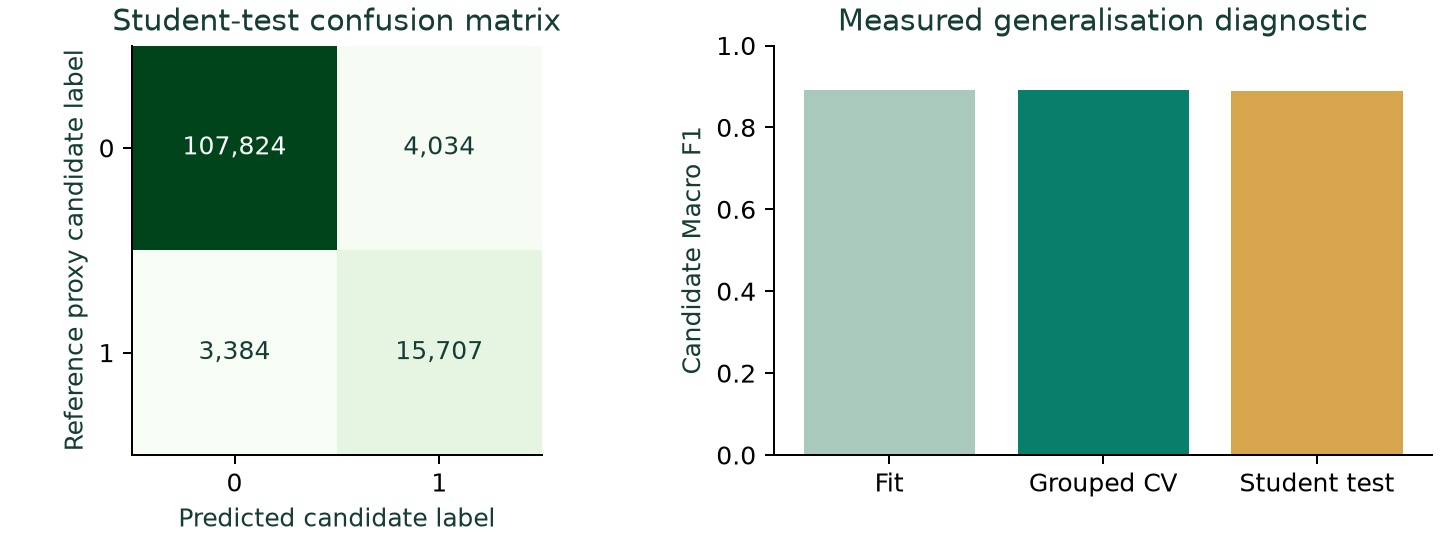 Student-test confusion matrix
Reference proxy candidate label
0
107,824
4,034
1
3,384
15,707
0
1
Predicted candidate label
Measured generalisation diagnostic
Candidate Macro F1
1.0
0.8
0.6
0.4
0.2
0.0
Fit
Grouped CV
Student test